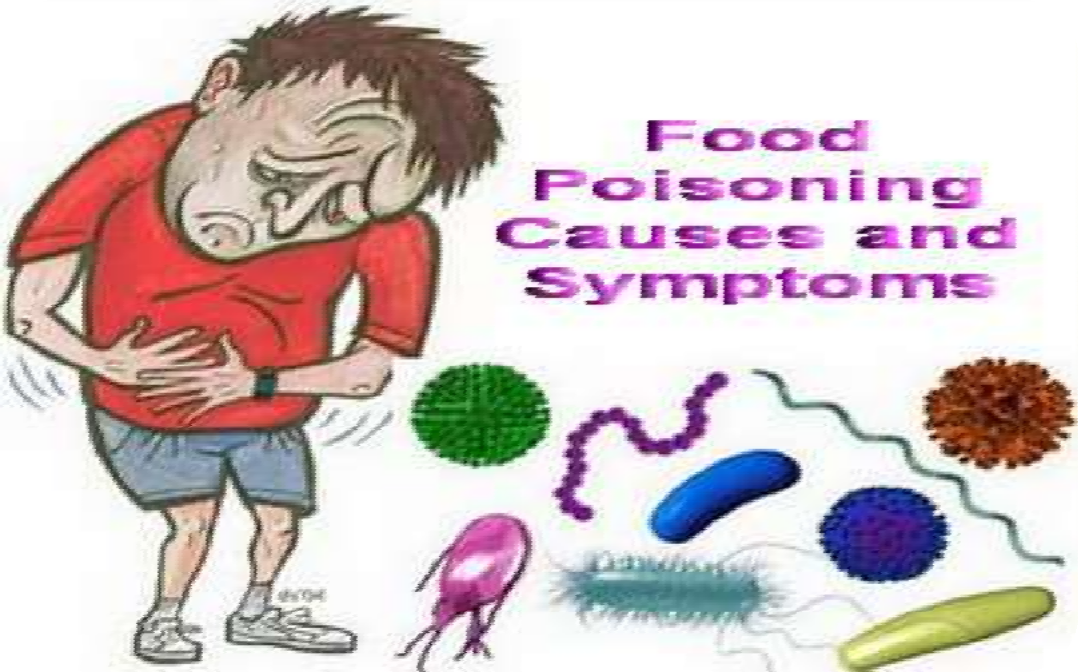 Food
Poisoning
Causes and
Symptoms